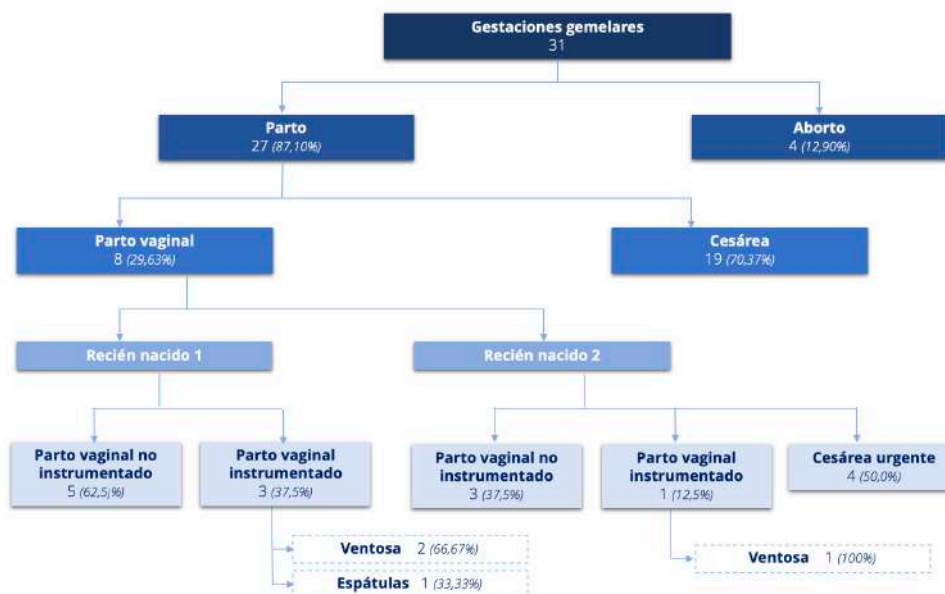 Gestaciones gemelares
31
Parto
27 (87,10%)
Aborto
4 (12,90%)
Parto vaginal
8 (29,63%)
Cesárea
19 (70,37%)
Recién nacido 1
Recién nacido 2
Parto vaginal no
instrumentado
5 (62,5%)
Parto vaginal
instrumentado
3 (37,5%)
Parto vaginal no
instrumentado
3 (37,5%)
Parto vaginal
instrumentado
1 (12,5%)
Cesárea urgente
4 (50,0%)
Ventosa 2 (66,67%)
Espátulas 1 (33,33%)
Ventosa 1 (100%)